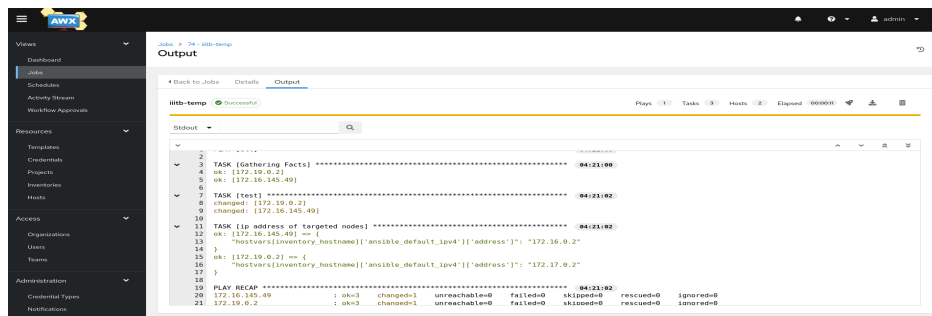 AWX
admin
Views
Dashboard
Jobs
Schedules
Activity Stream
Workflow Approvals
Resources
Templates
Credentials
Projects
Inventories
Hosts
Access
Organizations
Users
Teams
Administration
Credential Types
Notifications
Jobs > 74 - iiitb-temp
Output
Back to Jobs Details Output
iiitb-temp Successful Plays 1 Tasks 3 Hosts 2 Elapsed 00:00:11
Stdout
2
3 TASK [Gathering Facts] ************************************************************* 04:21:00
4 ok: [172.19.0.2]
5 ok: [172.16.145.49]
6
7 TASK [test] ************************************************************************ 04:21:02
8 changed: [172.19.0.2]
9 changed: [172.16.145.49]
10
11 TASK [ip address of targeted nodes] ************************************************ 04:21:02
12 ok: [172.16.145.49] => {
13 "hostvars[inventory_hostname]['ansible_default_ipv4']['address']": "172.16.0.2"
14 }
15 ok: [172.19.0.2] => {
16 "hostvars[inventory_hostname]['ansible_default_ipv4']['address']": "172.17.0.2"
17 }
18
19 PLAY RECAP ************************************************************************* 04:21:02
20 172.16.145.49 : ok=3 changed=1 unreachable=0 failed=0 skipped=0 rescued=0 ignored=0
21 172.19.0.2 : ok=3 changed=1 unreachable=0 failed=0 skipped=0 rescued=0 ignored=0